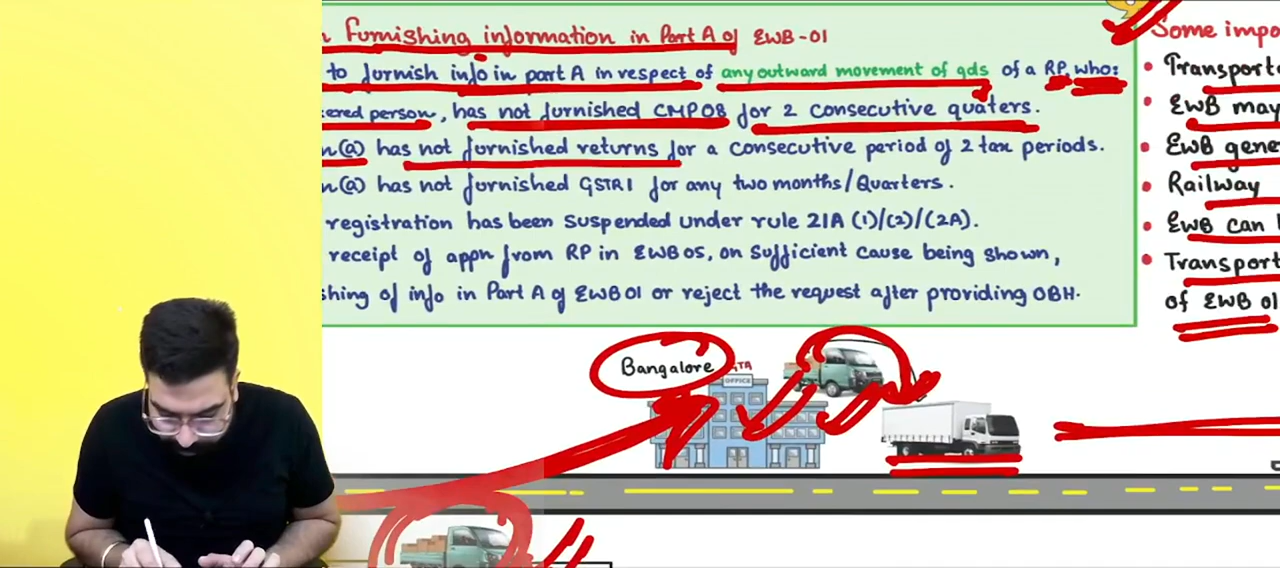 Furnishing information in Part A of EWB-01
to furnish info in part A in respect of any outward movement of gds of a RP, who:
ered person, has not furnished CMP08 for 2 consecutive quaters.
n(a) has not furnished returns for a consecutive period of 2 tax periods.
n(a) has not furnished GSTR1 for any two months/Quarters.
registration has been suspended under rule 21A (1)/(2)/(2A).
receipt of appn from RP in EWB05, on sufficient cause being shown,
shing of info in Part A of EWB01 or reject the request after providing OBH.
Some impo
Transporte
EWB may
EWB gene
Railway
EWB can
Transport
of EWB 01
Bangalore
OFFICE